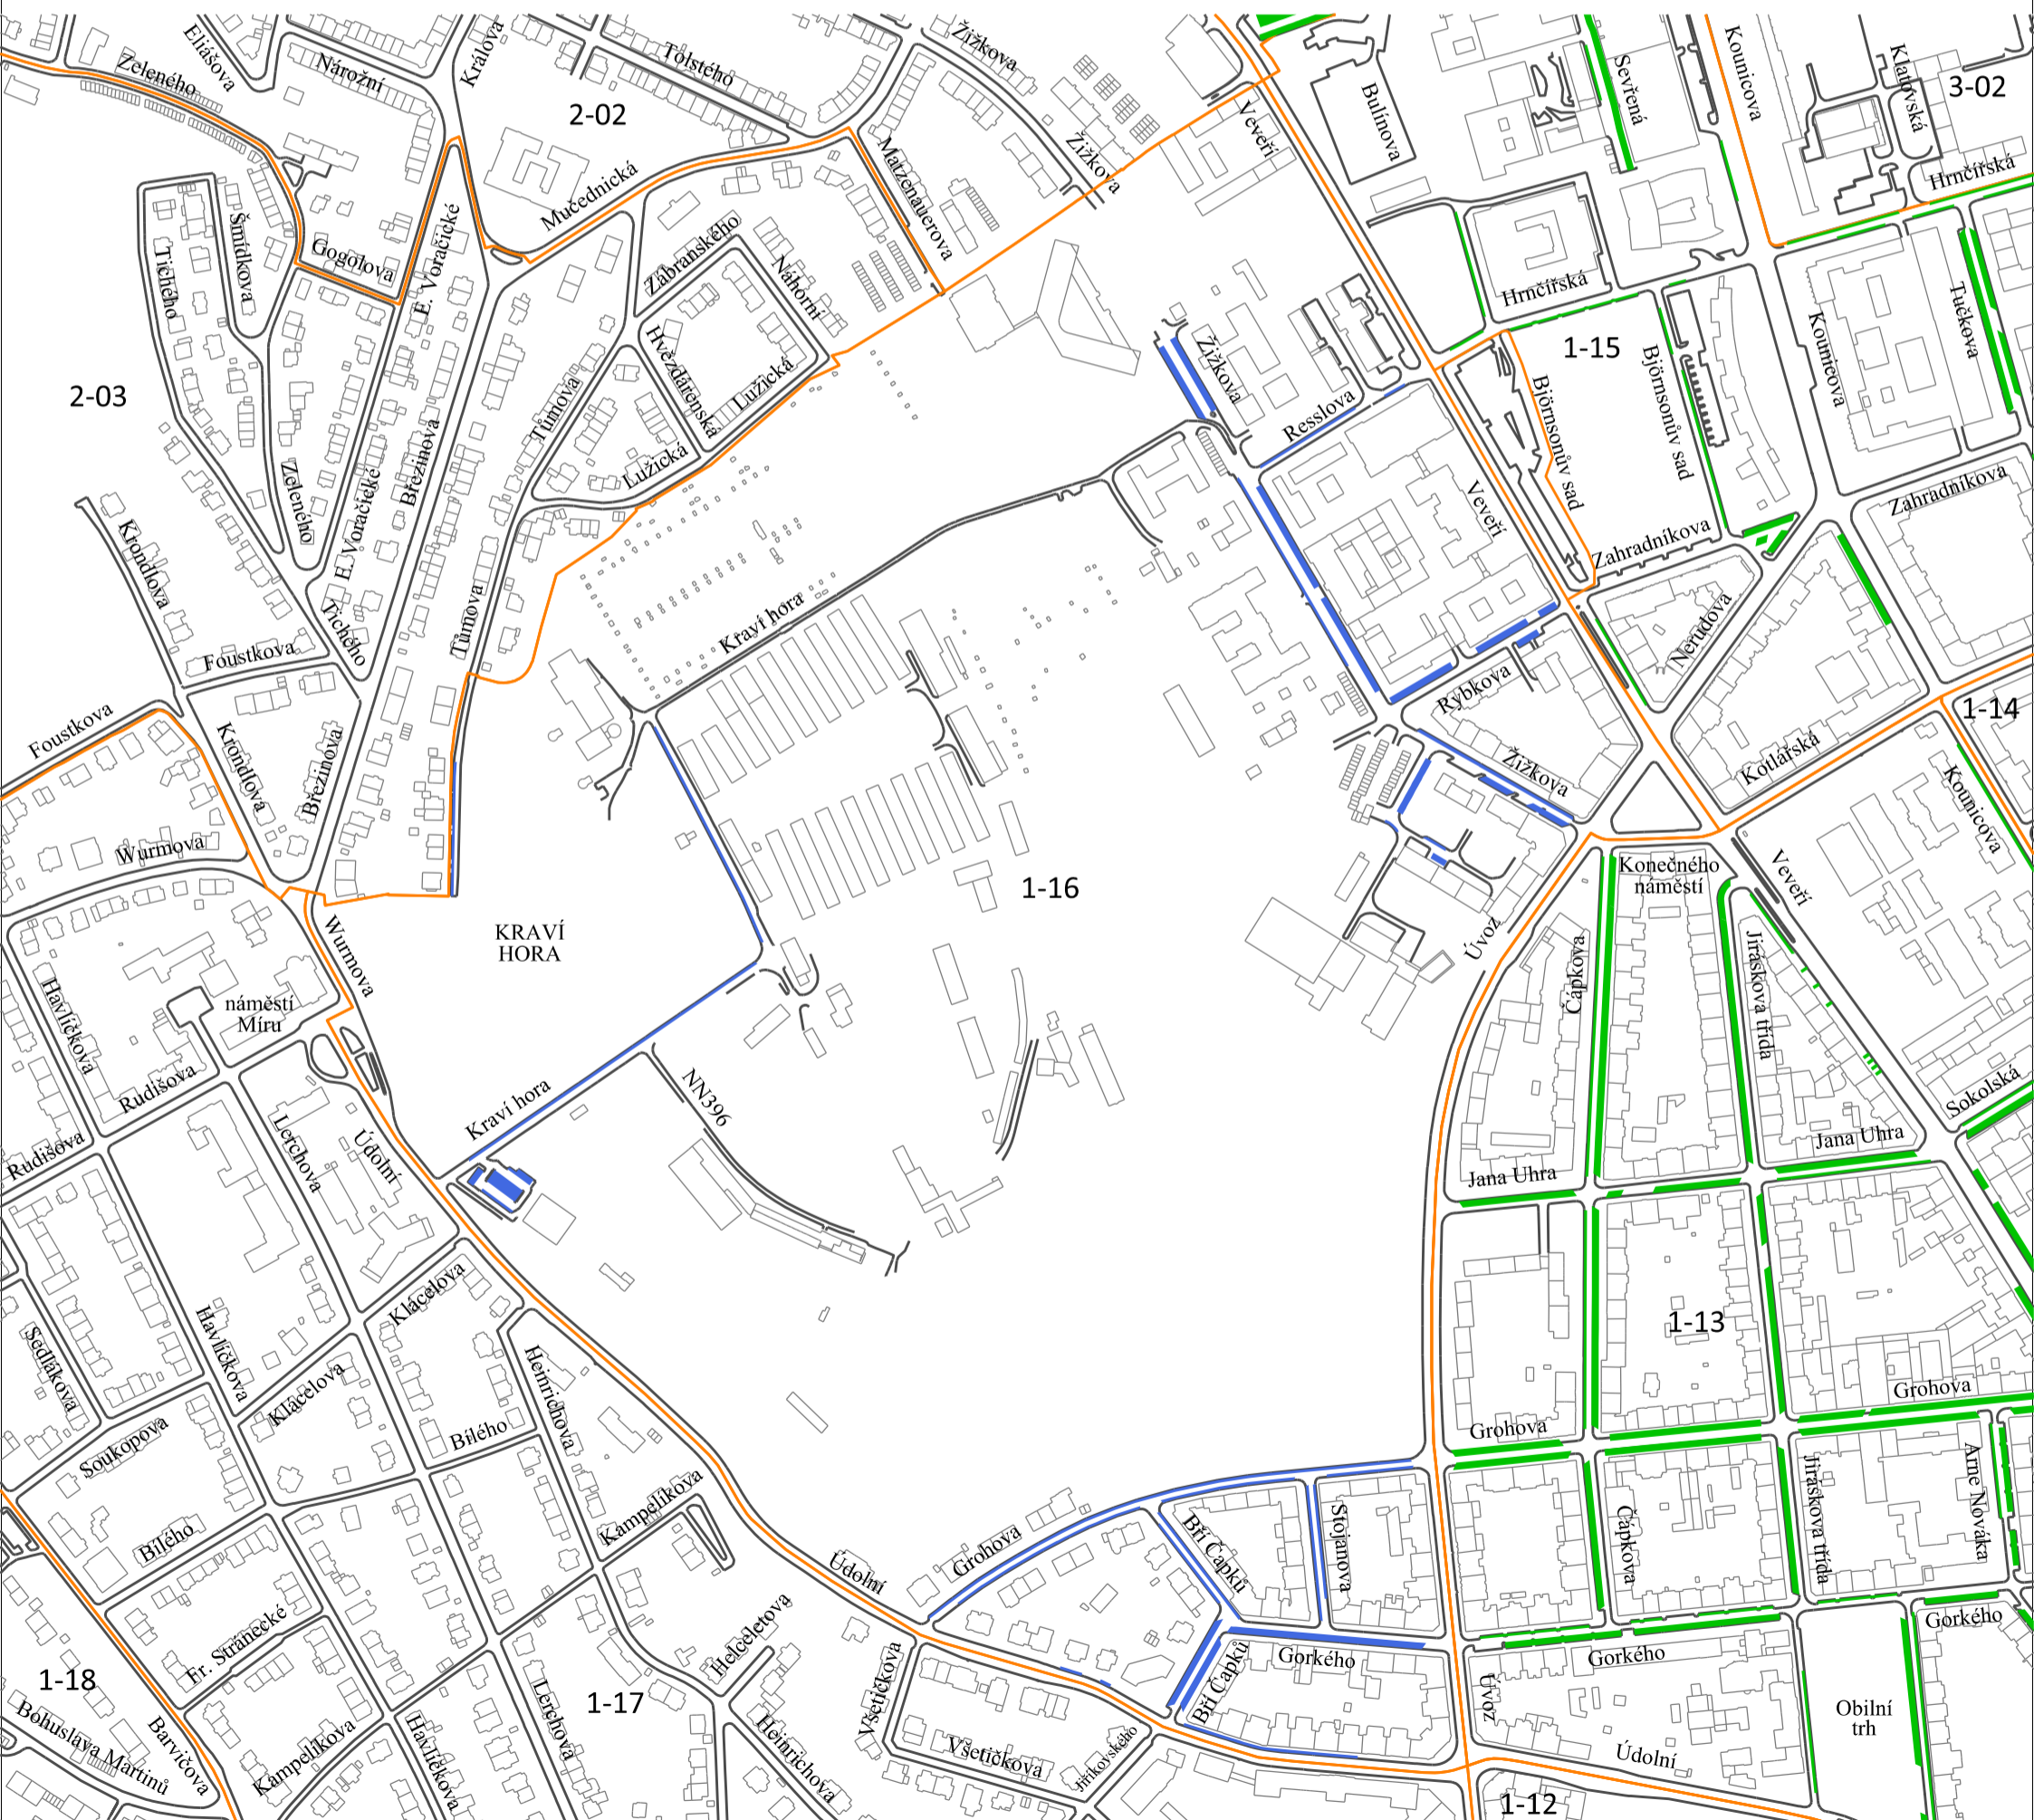 Eliášova
Králova
Žižkova
Kounicova
Klatovská
3-02
Zeleného
Nárožní
Tolstého
2-02
Sevřená
Bulínova
Veveří
Žižkova
Hrnčířská
Mučednická
Matzenauerova
Šmídkova
Tichého
Gogolova
E. Voračické
Zábranského
Náhorní
Hrnčířská
Tučkova
Kounicova
1-15
Björnsonův sad
Björnsonův sad
Žižkova
Hvězdárenská
Lužická
2-03
Tůmova
Resslova
Březinova
Lužická
Zeleného
E. Voračické
Veveří
Zahradníkova
Zahradníkova
Krondlova
Tichého
Tůmova
Kraví hora
Nerudova
Foustkova
Rybkova
1-14
Foustkova
Krondlova
Březinova
Žižkova
Kotlářská
Kounicova
Wurmova
Konečného
náměstí
Veveří
1-16
Úvoz
KRAVÍ
HORA
Wurmova
Čápkova
Jiráskova třída
náměstí
Míru
Havlíčkova
Rudišova
Kraví hora
NN396
Sokolská
Jana Uhra
Rudišova
Lerchova
Údolní
Jana Uhra
Klácelova
1-13
Sedlákova
Havlíčkova
Heinrichova
Klácelova
Grohova
Grohova
Soukopova
Bílého
Arne Nováka
Jiráskova třída
Kampelíkova
Čápkova
Stojanova
Bří Čapků
Grohova
Bílého
Údolní
Helceletova
Gorkého
Fr. Stránecké
Gorkého
Gorkého
Všetičkova
Bří Čapků
1-18
1-17
Lerchova
Úvoz
Obilní
trh
Bohuslava Martinů
Barvičova
Kampelíkova
Havlíčkova
Heinrichova
Všetičkova
Jiříkovského
Údolní
1-12